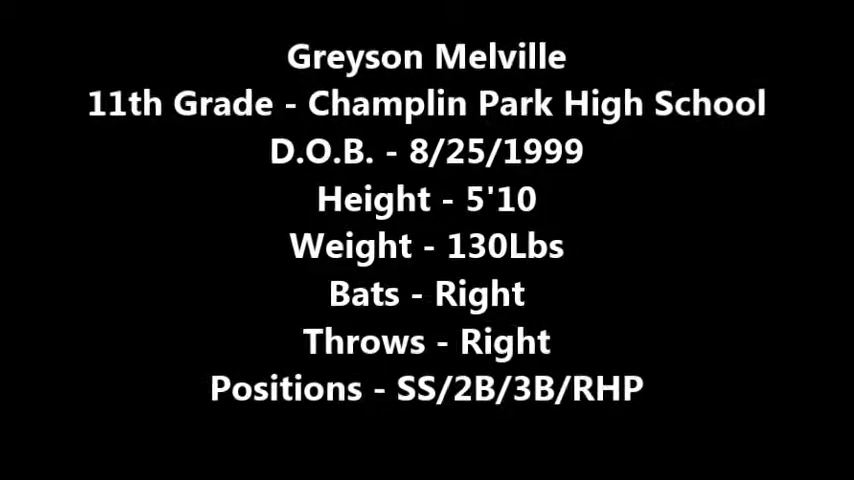 Greyson Melville
11th Grade - Champlin Park High School
D.O.B. - 8/25/1999
Height - 5'10
Weight - 130Lbs
Bats - Right
Throws - Right
Positions - SS/2B/3B/RHP